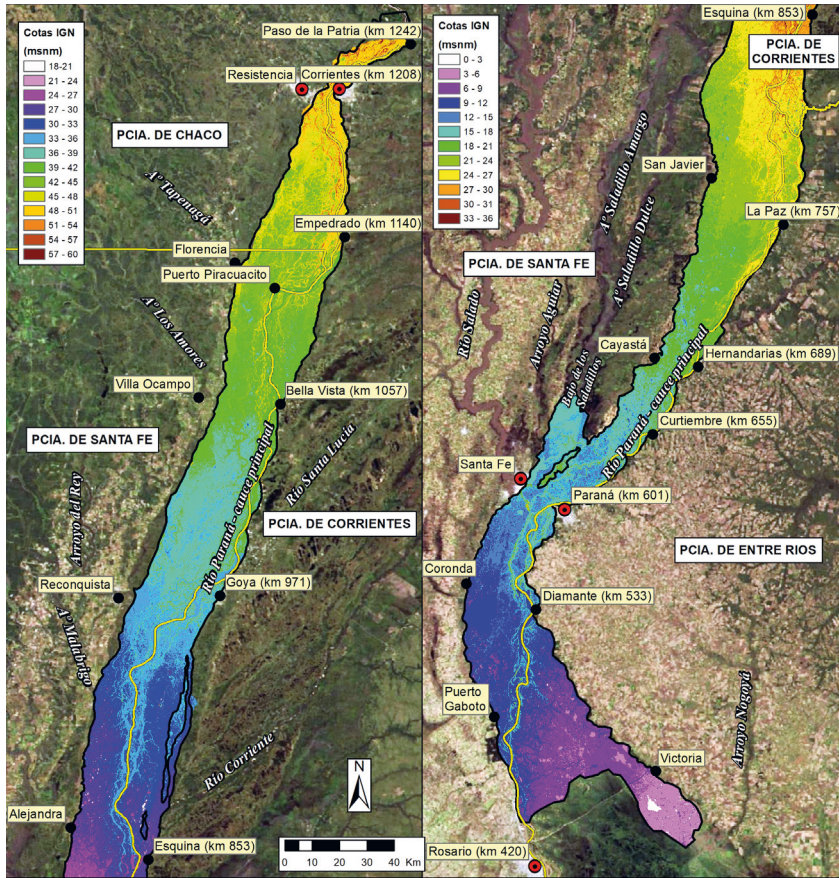 Cotas IGN
(msnm)
18-21
21 - 24
24 - 27
27 - 30
30 - 33
33 - 36
36 - 39
39 - 42
42 - 45
45 - 48
48 - 51
51 - 54
54 - 57
57 - 60
Paso de la Patria (km 1242)
Resistencia
Corrientes (km 1208)
PCIA. DE CHACO
Aº Tapenagá
Empedrado (km 1140)
Florencia
Puerto Piracuacito
Aº Los Amores
Villa Ocampo
Bella Vista (km 1057)
PCIA. DE SANTA FE
Río Santa Lucía
Río Paraná - cauce principal
PCIA. DE CORRIENTES
Arroyo del Rey
Reconquista
Goya (km 971)
Aº Malabrigo
Río Corriente
N
Alejandra
Esquina (km 853)
0 10 20 30 40
Km
Cotas IGN
(msnm)
0 - 3
3 -6
6 - 9
9 - 12
12 - 15
15 - 18
18 - 21
21 - 24
24 - 27
27 - 30
30 - 31
33 - 36
Esquina (km 853)
PCIA. DE
CORRIENTES
Aº Saladillo Amargo
San Javier
Aº Saladillo Dulce
La Paz (km 757)
PCIA. DE SANTA FE
Río Salado
Arroyo Aguiar
Cayastá
Bajo de los
Saladillos
Hernandarias (km 689)
Río Paraná - cauce principal
Curtiembre (km 655)
Santa Fe
Paraná (km 601)
PCIA. DE ENTRE RIOS
Coronda
Diamante (km 533)
Puerto
Gaboto
Arroyo Nogoyá
Victoria
Rosario (km 420)